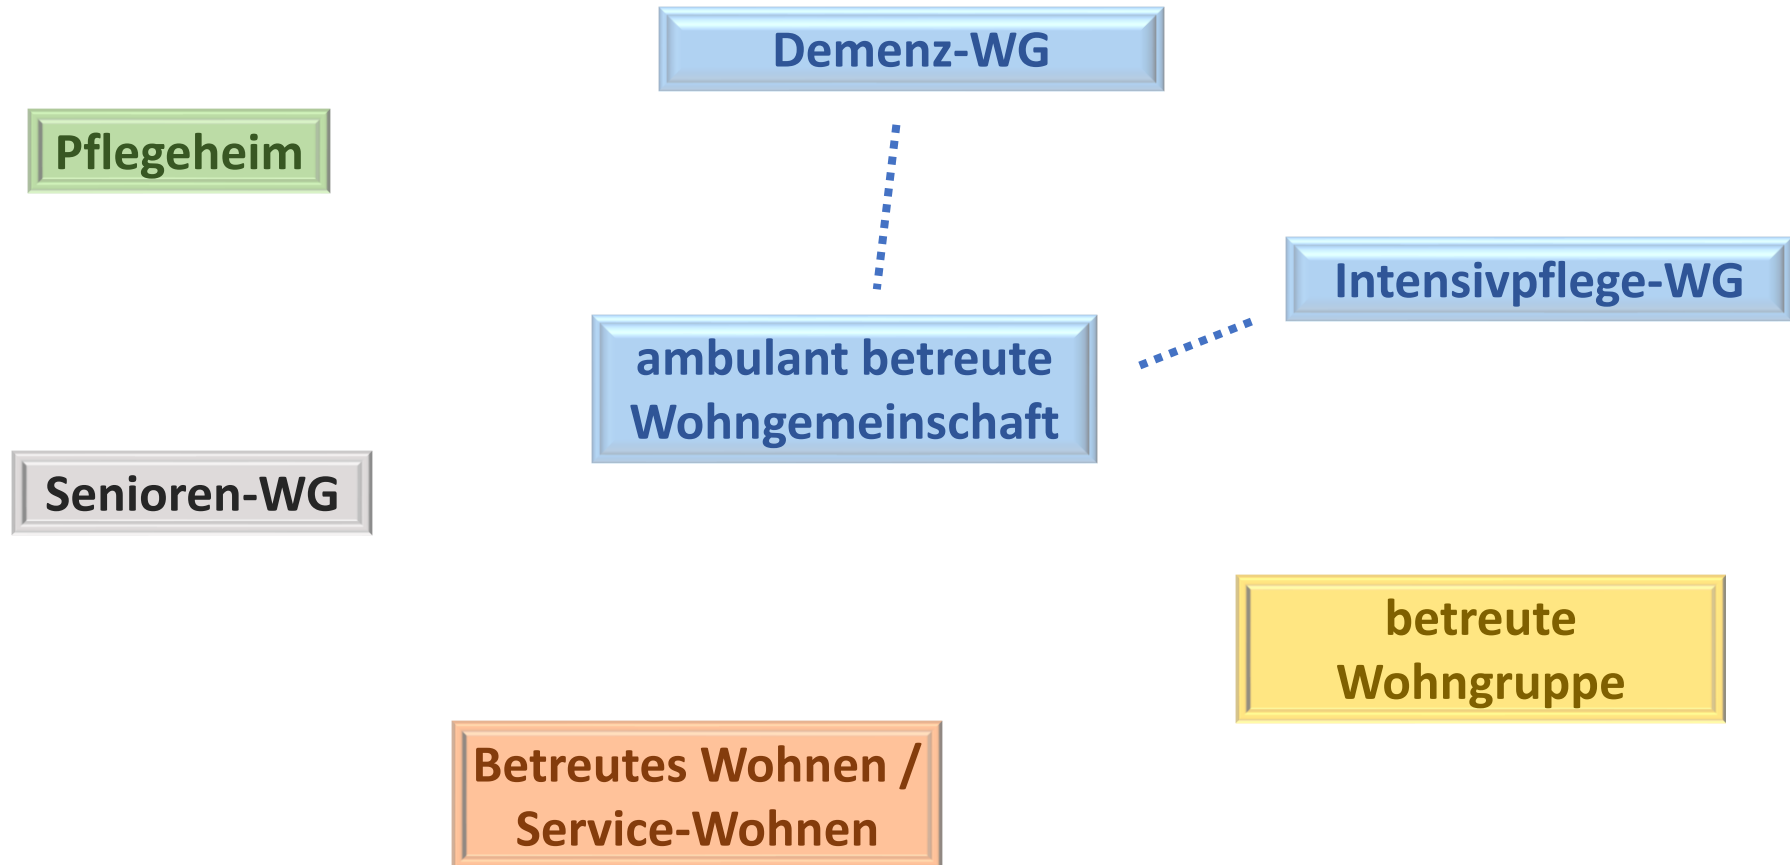 Demenz-WG
Pflegeheim
Intensivpflege-WG
ambulant betreute
Wohngemeinschaft
Senioren-WG
betreute
Wohngruppe
Betreutes Wohnen /
Service-Wohnen